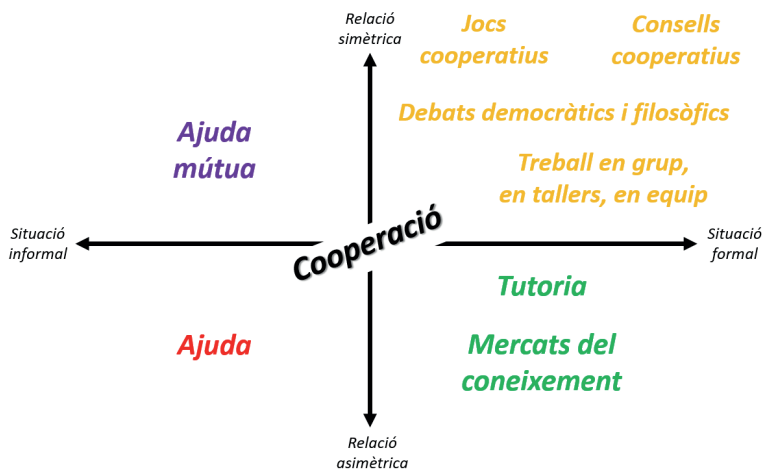 Relació
simètrica
Jocs
cooperatius
Consells
cooperatius
Debats democràtics i filosòfics
Ajuda
mútua
Treball en grup,
en tallers, en equip
Situació
informal
Cooperació
Situació
formal
Tutoria
Ajuda
Mercats del
coneixement
Relació
asimètrica